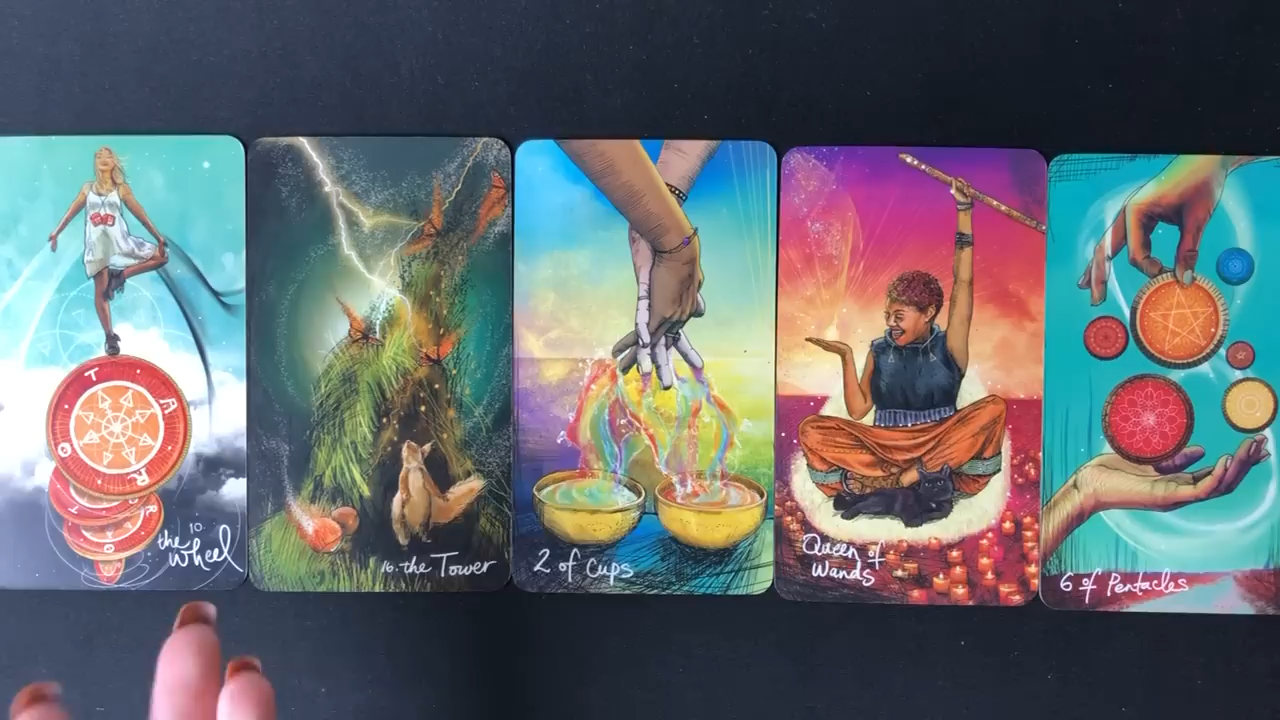 T A R O
10.
the wheel
16. the Tower
2 of Cups
Queen of
Wands
6 of Pentacles